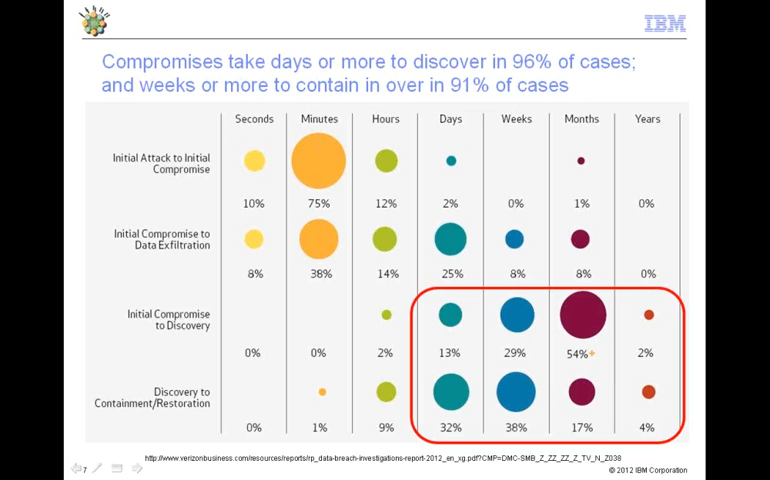 IBM
Compromises take days or more to discover in 96% of cases;
and weeks or more to contain in over in 91% of cases
Seconds Minutes Hours Days Weeks Months Years
Initial Attack to Initial
Compromise
10% 75% 12% 2% 0% 1% 0%
Initial Compromise to
Data Exfiltration
8% 38% 14% 25% 8% 8% 0%
Initial Compromise
to Discovery
0% 0% 2% 13% 29% 54%+ 2%
Discovery to
Containment/Restoration
0% 1% 9% 32% 38% 17% 4%
http://www.verizonbusiness.com/resources/reports/rp_data-breach-investigations-report-2012_en_xg.pdf?CMP=DMC-SMB_Z_ZZ_ZZ_Z_TV_N_Z038
7
© 2012 IBM Corporation